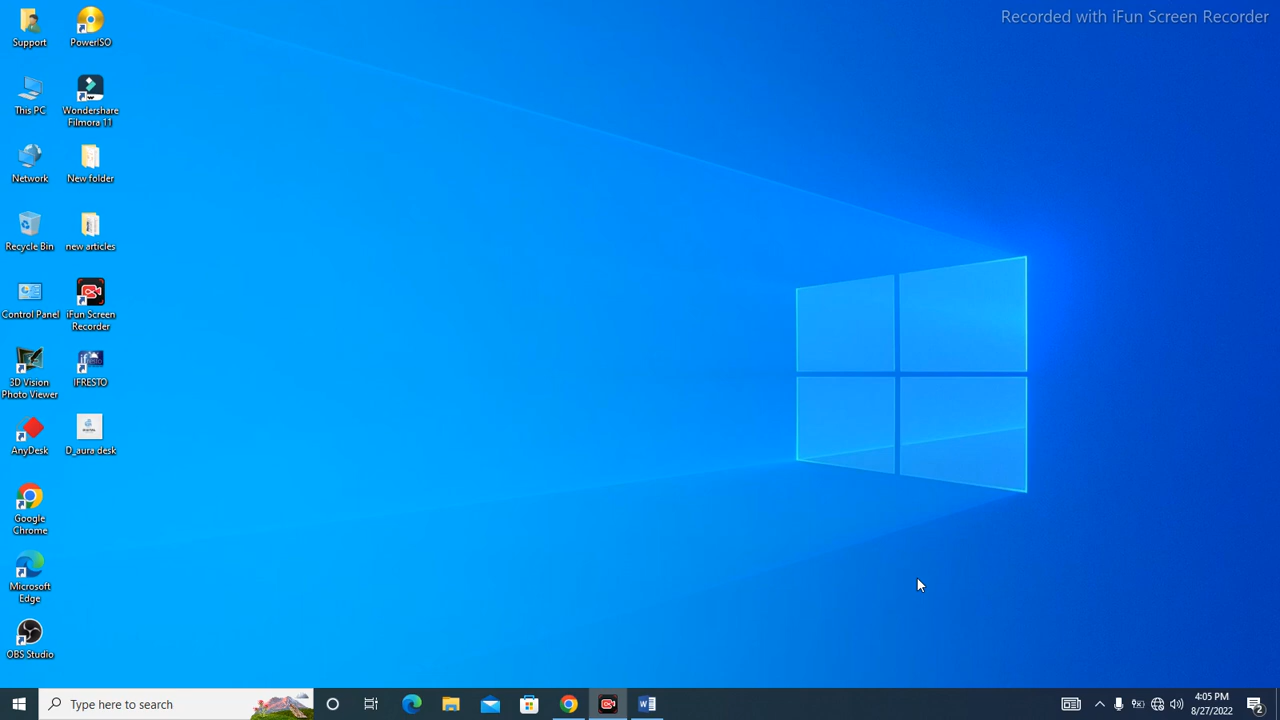 Recorded with iFun Screen Recorder
Support
PowerISO
This PC
Wondershare
Filmora 11
Network
New folder
Recycle Bin
new articles
Control Panel
iFun Screen
Recorder
3D Vision
Photo Viewer
IFRESTO
AnyDesk
D_aura desk
Google
Chrome
Microsoft
Edge
OBS Studio
Type here to search
4:05 PM
8/27/2022
2